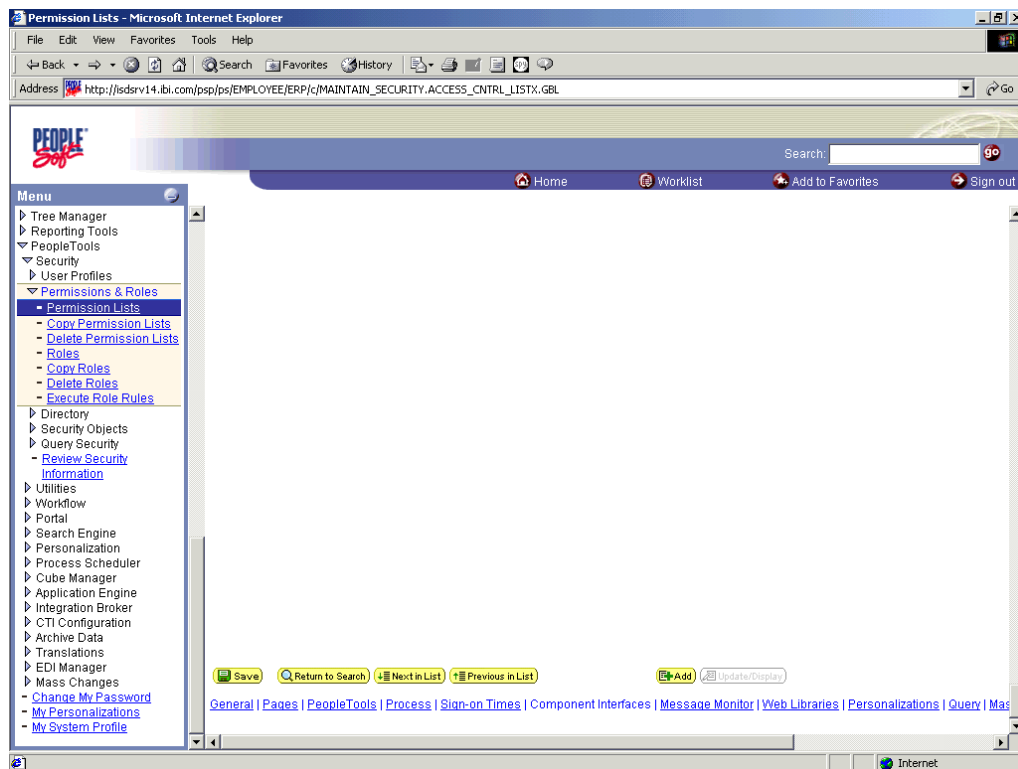 Permission Lists - Microsoft Internet Explorer
File Edit View Favorites Tools Help
Back Search Favorites History
Address http://isdsrv14.ibi.com/psp/ps/EMPLOYEE/ERP/c/MAINTAIN_SECURITY.ACCESS_CNTRL_LISTX.GBL Go
PEOPLE Soft
Search: go
Home Worklist Add to Favorites Sign out
Menu
Tree Manager
Reporting Tools
PeopleTools
Security
User Profiles
Permissions & Roles
Permission Lists
Copy Permission Lists
Delete Permission Lists
Roles
Copy Roles
Delete Roles
Execute Role Rules
Directory
Security Objects
Query Security
Review Security
Information
Utilities
Workflow
Portal
Search Engine
Personalization
Process Scheduler
Cube Manager
Application Engine
Integration Broker
CTI Configuration
Archive Data
Translations
EDI Manager
Mass Changes
Change My Password
My Personalizations
My System Profile
Save Return to Search Next in List Previous in List Add Update/Display
General | Pages | PeopleTools | Process | Sign-on Times | Component Interfaces | Message Monitor | Web Libraries | Personalizations | Query | Mas
Internet